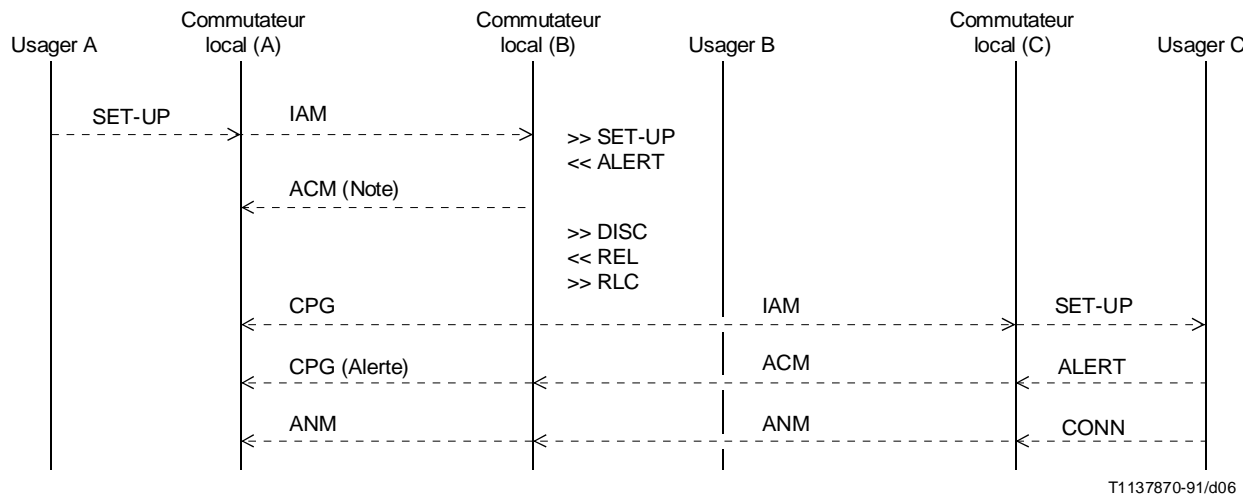 Usager A
Commutateur
local (A)
Commutateur
local (B)
Usager B
Commutateur
local (C)
Usager C
SET-UP
IAM
>> SET-UP
<< ALERT
ACM (Note)
>> DISC
<< REL
>> RLC
CPG
IAM
SET-UP
CPG (Alerte)
ACM
ALERT
ANM
ANM
CONN
T1137870-91/d06